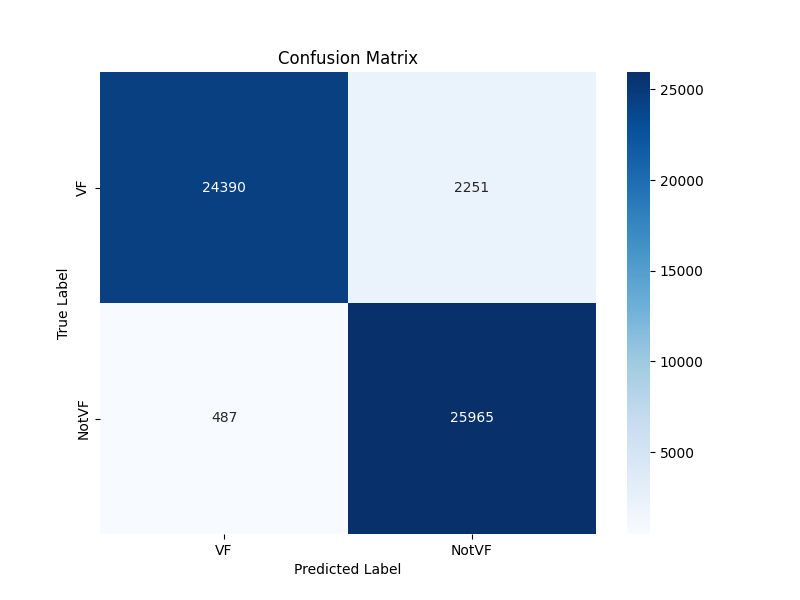 Confusion Matrix
25000
20000
15000
10000
5000
True Label
VF
24390
2251
NotVF
487
25965
VF
NotVF
Predicted Label